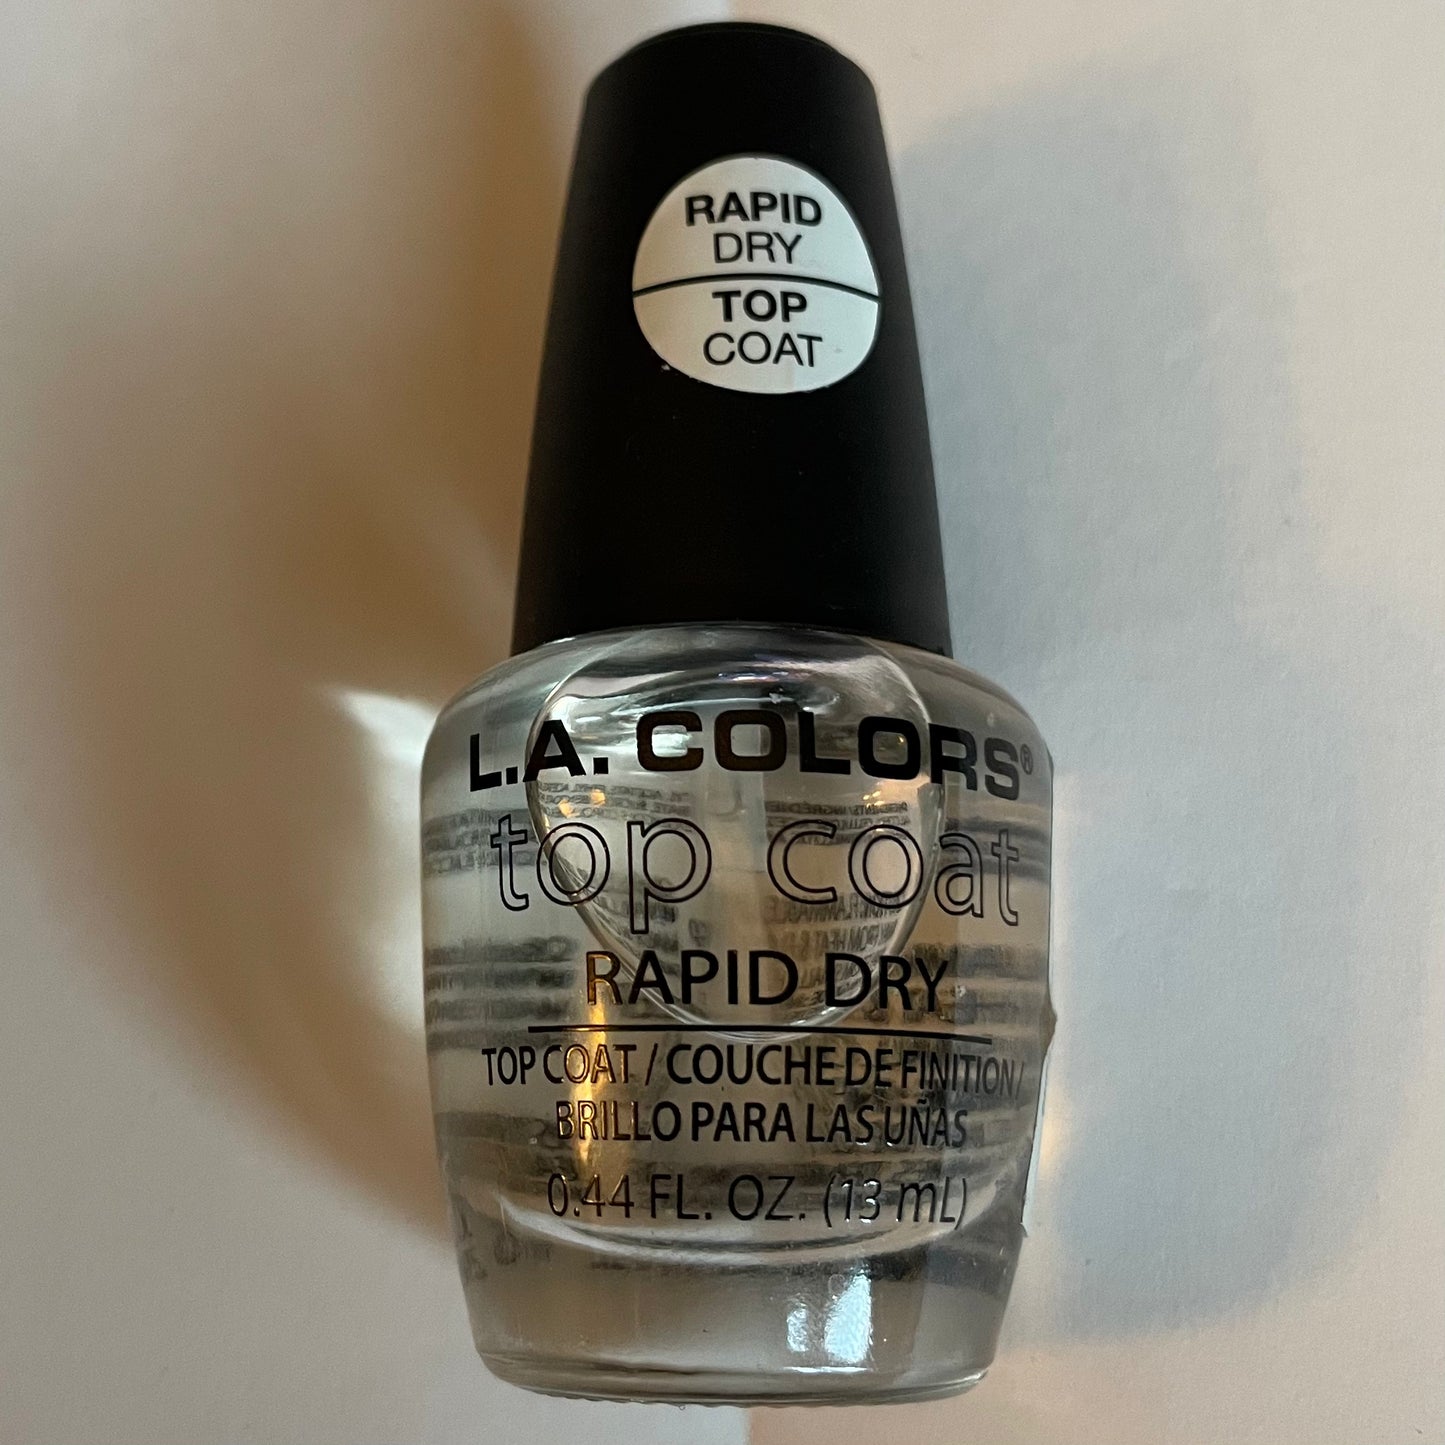 RAPID
DRY
TOP
COAT
L.A. COLORS®
top coat
RAPID DRY
TOP COAT / COUCHE DE FINITION /
BRILLO PARA LAS UÑAS
0.44 FL. OZ. (13 mL)